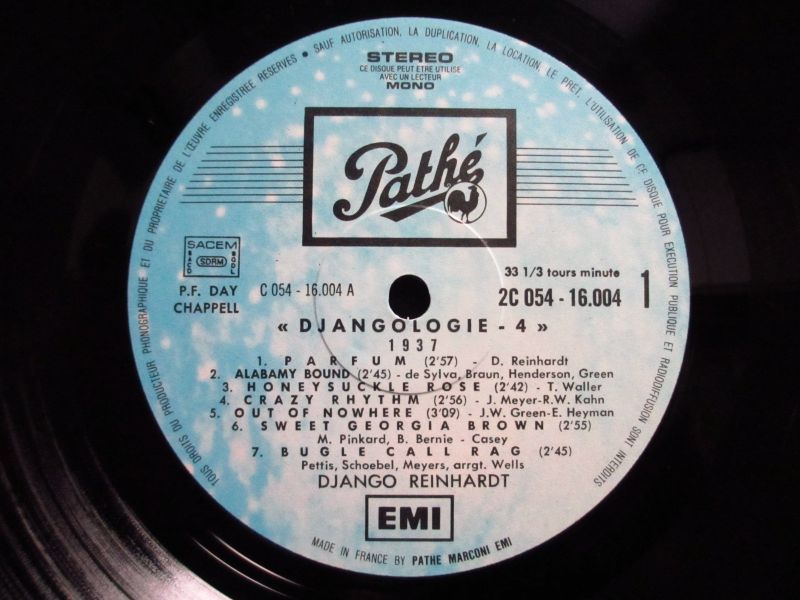 TOUS DROITS DU PRODUCTEUR PHONOGRAPHIQUE ET DU PROPRIETAIRE DE L'ŒUVRE ENREGISTREE RESERVES • SAUF AUTORISATION, LA DUPLICATION, LA LOCATION, LE PRET, L'UTILISATION DE CE DISQUE POUR EXECUTION PUBLIQUE ET RADIODIFFUSION SONT INTERDITS
STEREO
CE DISQUE PEUT ETRE UTILISE
AVEC UN LECTEUR
MONO
Pathé
SACEM
SACD SDRM BGDL
P.F. DAY
CHAPPELL
C 054 - 16.004 A
33 1/3 tours minute
2C 054 - 16.004
1
« DJANGOLOGIE - 4 »
1937
1. PARFUM (2'57) - D. Reinhardt
2. ALABAMY BOUND (2'45) - de Sylva, Braun, Henderson, Green
3. HONEYSUCKLE ROSE (2'42) - T. Waller
4. CRAZY RHYTHM (2'56) - J. Meyer-R.W. Kahn
5. OUT OF NOWHERE (3'09) - J.W. Green-E. Heyman
6. SWEET GEORGIA BROWN (2'55)
M. Pinkard, B. Bernie - Casey
7. BUGLE CALL RAG (2'45)
Pettis, Schoebel, Meyers, arrgt. Wells
DJANGO REINHARDT
EMI
MADE IN FRANCE BY PATHE MARCONI EMI